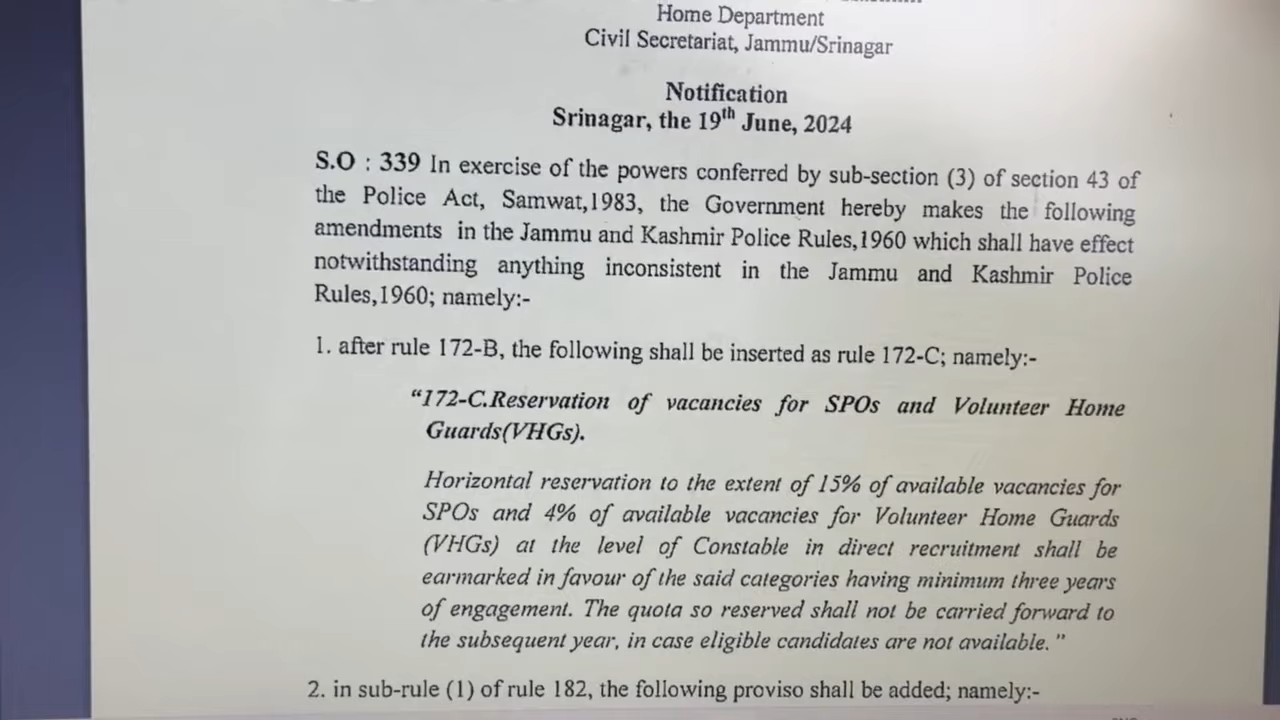 Home Department
Civil Secretariat, Jammu/Srinagar
Notification
Srinagar, the 19th June, 2024
S.O : 339 In exercise of the powers conferred by sub-section (3) of section 43 of
the Police Act, Samwat,1983, the Government hereby makes the following
amendments in the Jammu and Kashmir Police Rules,1960 which shall have effect
notwithstanding anything inconsistent in the Jammu and Kashmir Police
Rules,1960; namely:-
1. after rule 172-B, the following shall be inserted as rule 172-C; namely:-
“172-C.Reservation of vacancies for SPOs and Volunteer Home
Guards(VHGs).
Horizontal reservation to the extent of 15% of available vacancies for
SPOs and 4% of available vacancies for Volunteer Home Guards
(VHGs) at the level of Constable in direct recruitment shall be
earmarked in favour of the said categories having minimum three years
of engagement. The quota so reserved shall not be carried forward to
the subsequent year, in case eligible candidates are not available.”
2. in sub-rule (1) of rule 182, the following proviso shall be added; namely:-